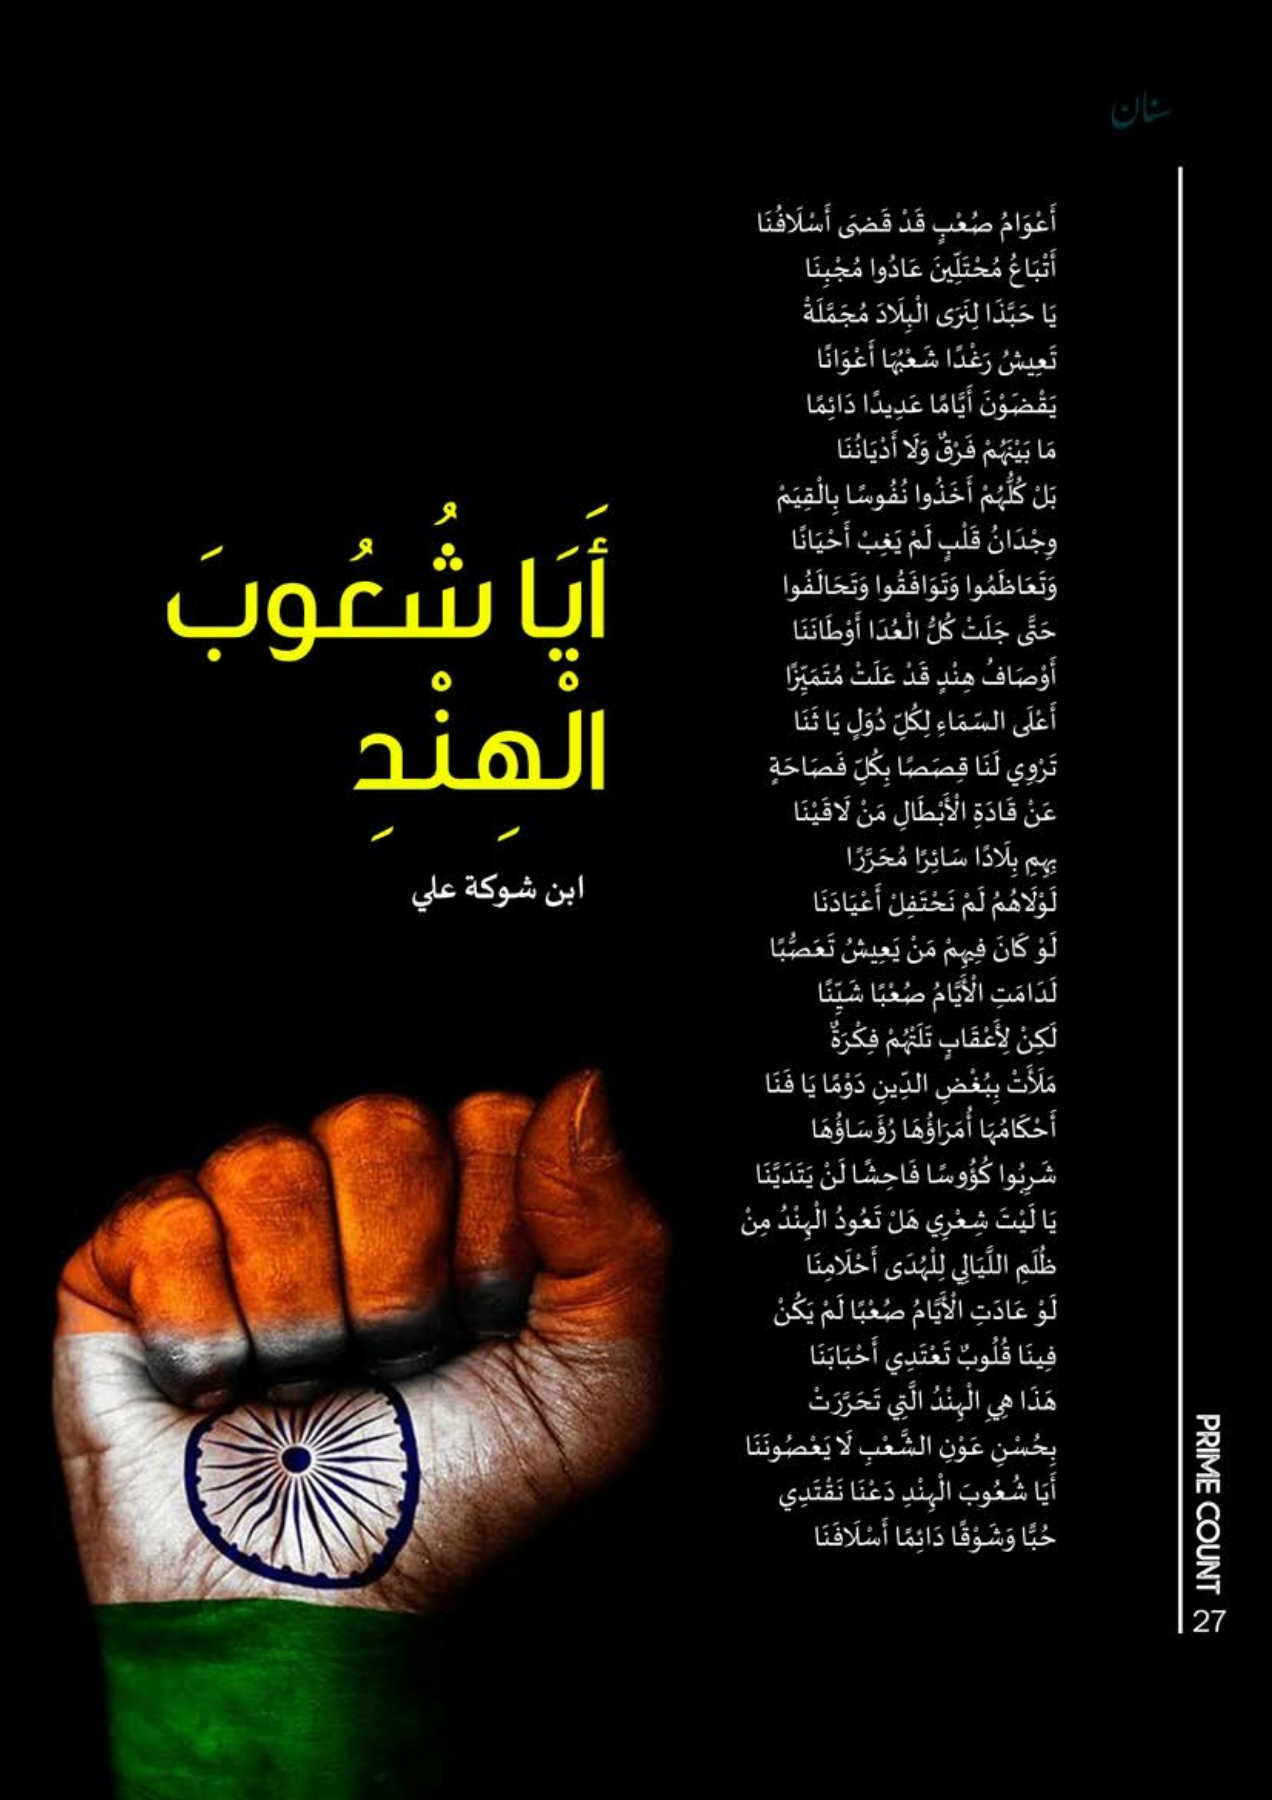 سنان
أَعْوَامُ صُعْبٍ قَدْ قَضَى أَسْلَافُنَا
أَتْبَاعُ مُحْتَلِّينَ عَادُوا مُجْبِنَا
يَا حَبَّذَا لِنَرَى الْبِلَادَ مُجَمَّلَةْ
تَعِيشُ رَغْدًا شَعْبُهَا أَعْوَانًا
يَقْضَوْنَ أَيَّامًا عَدِيدًا دَائِمًا
مَا بَيْنَهُمْ فَرْقٌ وَلَا أَدْيَانُنَا
بَلْ كُلُّهُمْ أَخَذُوا نُفُوسًا بِالْقِيَمْ
وِجْدَانُ قَلْبٍ لَمْ يَغِبْ أَحْيَانًا
وَتَعَاظَمُوا وَتَوَافَقُوا وَتَحَالَفُوا
حَتَّى جَلَتْ كُلُّ الْعُدَا أَوْطَانَنَا
أَوْصَافُ هِنْدٍ قَدْ عَلَتْ مُتَمَيِّزًا
أَعْلَى السَّمَاءِ لِكُلِّ دُوَلٍ يَا ثَنَا
تَرْوِي لَنَا قِصَصًا بِكُلِّ فَصَاحَةٍ
عَنْ قَادَةِ الْأَبْطَالِ مَنْ لَاقَيْنَا
بِهِمِ بِلَادًا سَائِرًا مُحَرَّرًا
لَوْلَاهُمُ لَمْ نَحْتَفِلْ أَعْيَادَنَا
لَوْ كَانَ فِيهِمْ مَنْ يَعِيشُ تَعَصُّبًا
لَدَامَتِ الْأَيَّامُ صُعْبًا شَيِّنًا
لَكِنْ لِأَعْقَابٍ تَلَتْهُمْ فِكْرَةٌ
مَلَأَتْ بِبُغْضِ الدِّينِ دَوْمًا يَا فَنَا
أَحْكَامُهَا أُمَرَاؤُهَا رُؤَسَاؤُهَا
شَرِبُوا كُؤُوسًا فَاحِشًا لَنْ يَتَدَيَّنَا
يَا لَيْتَ شِعْرِي هَلْ تَعُودُ الْهِنْدُ مِنْ
ظُلَمِ اللَّيَالِي لِلْهُدَى أَحْلَامِنَا
لَوْ عَادَتِ الْأَيَّامُ صُعْبًا لَمْ يَكُنْ
فِينَا قُلُوبٌ تَعْتَدِي أَحْبَابَنَا
هَذَا هِيِ الْهِنْدُ الَّتِي تَحَرَّرَتْ
بِحُسْنِ عَوْنِ الشَّعْبِ لَا يَعْصُونَنَا
أَيَا شُعُوبَ الْهِنْدِ دَعْنَا نَقْتَدِي
حُبًّا وَشَوْقًا دَائِمًا أَسْلَافَنَا
أَيَا شُعُوبَ
الْهِنْدِ
ابن شوكة علي
PRIME COUNT
27